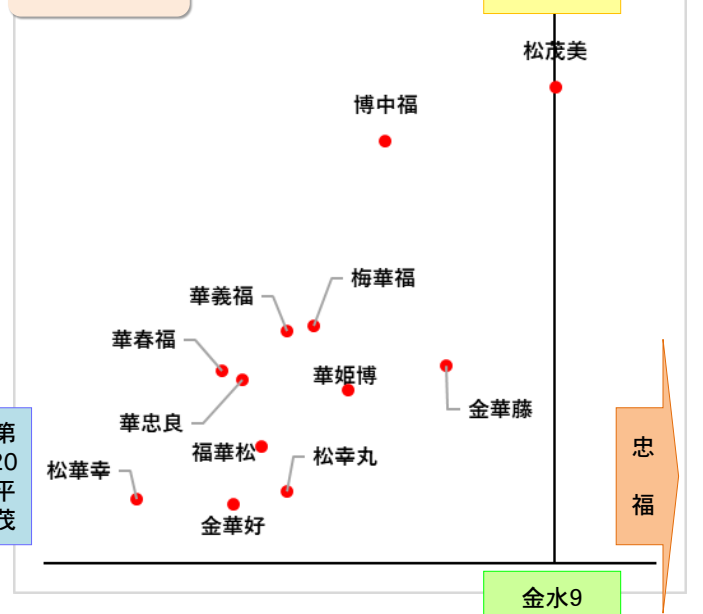 松茂美
博中福
梅華福
華義福
華春福
華姫博
金華藤
華忠良
福華松
松幸丸
松華幸
金華好
第
20
平
茂
忠
福
金水9